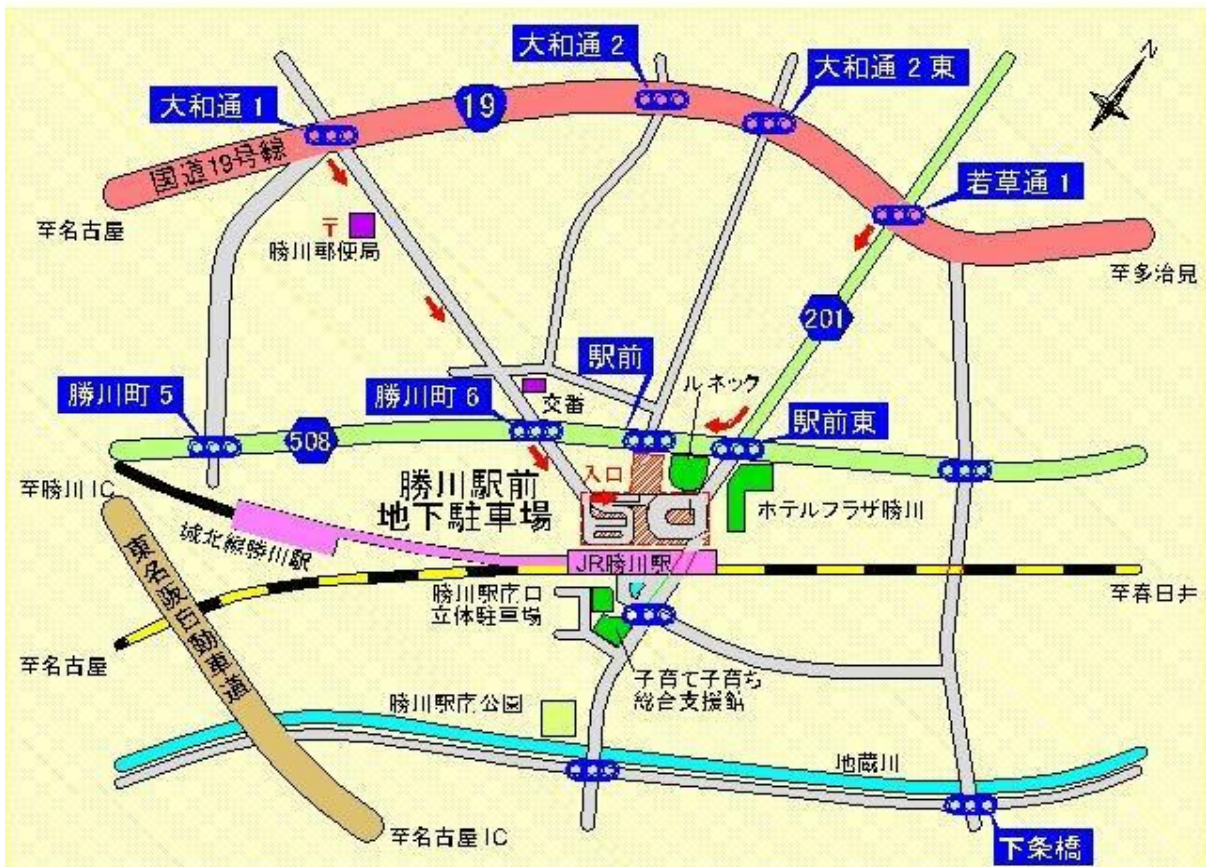 大和通2
N
大和通2東
大和通1
19
国道19号線
若草通1
至名古屋
〒
勝川郵便局
至多治見
201
駅前
ルネック
勝川町5
勝川町6
交番
駅前東
508
入口
至勝川IC
勝川駅前
地下駐車場
ホテルプラザ勝川
城北線勝川駅
JR勝川駅
東名阪自動車道
勝川駅南口
立体駐車場
至春日井
至名古屋
子育て子育ち
総合支援館
勝川駅南公園
地蔵川
至名古屋IC
下条橋